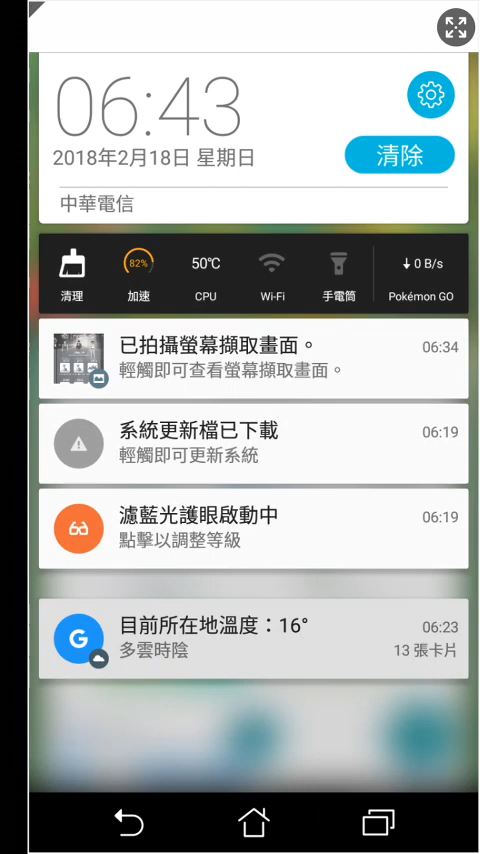 06:43
2018年2月18日 星期日
清除
中華電信
82%
50°C
0 B/s
清理
加速
CPU
Wi-Fi
手電筒
Pokémon GO
已拍攝螢幕擷取畫面。
06:34
輕觸即可查看螢幕擷取畫面。
系統更新檔已下載
06:19
輕觸即可更新系統
濾藍光護眼啟動中
06:19
點擊以調整等級
G
目前所在地溫度：16°
06:23
多雲時陰
13 張卡片